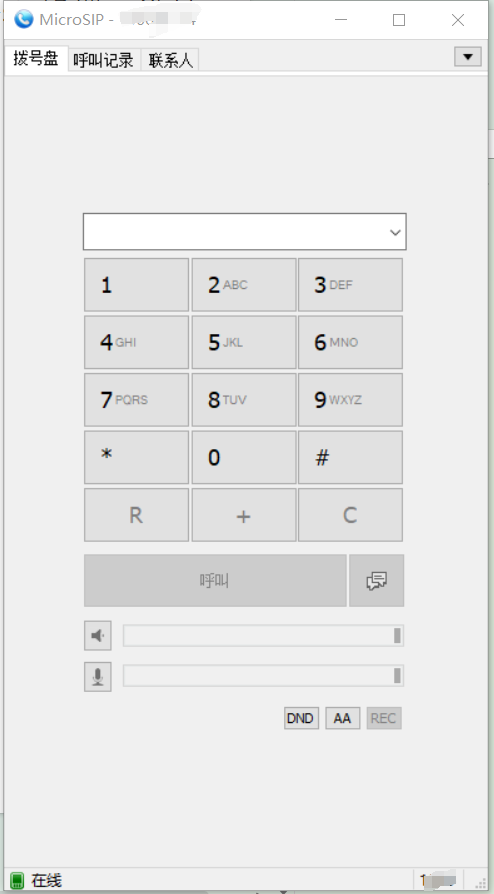 MicroSIP -
拨号盘 呼叫记录 联系人
1 2 ABC 3 DEF
4 GHI 5 JKL 6 MNO
7 PQRS 8 TUV 9 WXYZ
* 0 #
R + C
呼叫
DND AA REC
在线